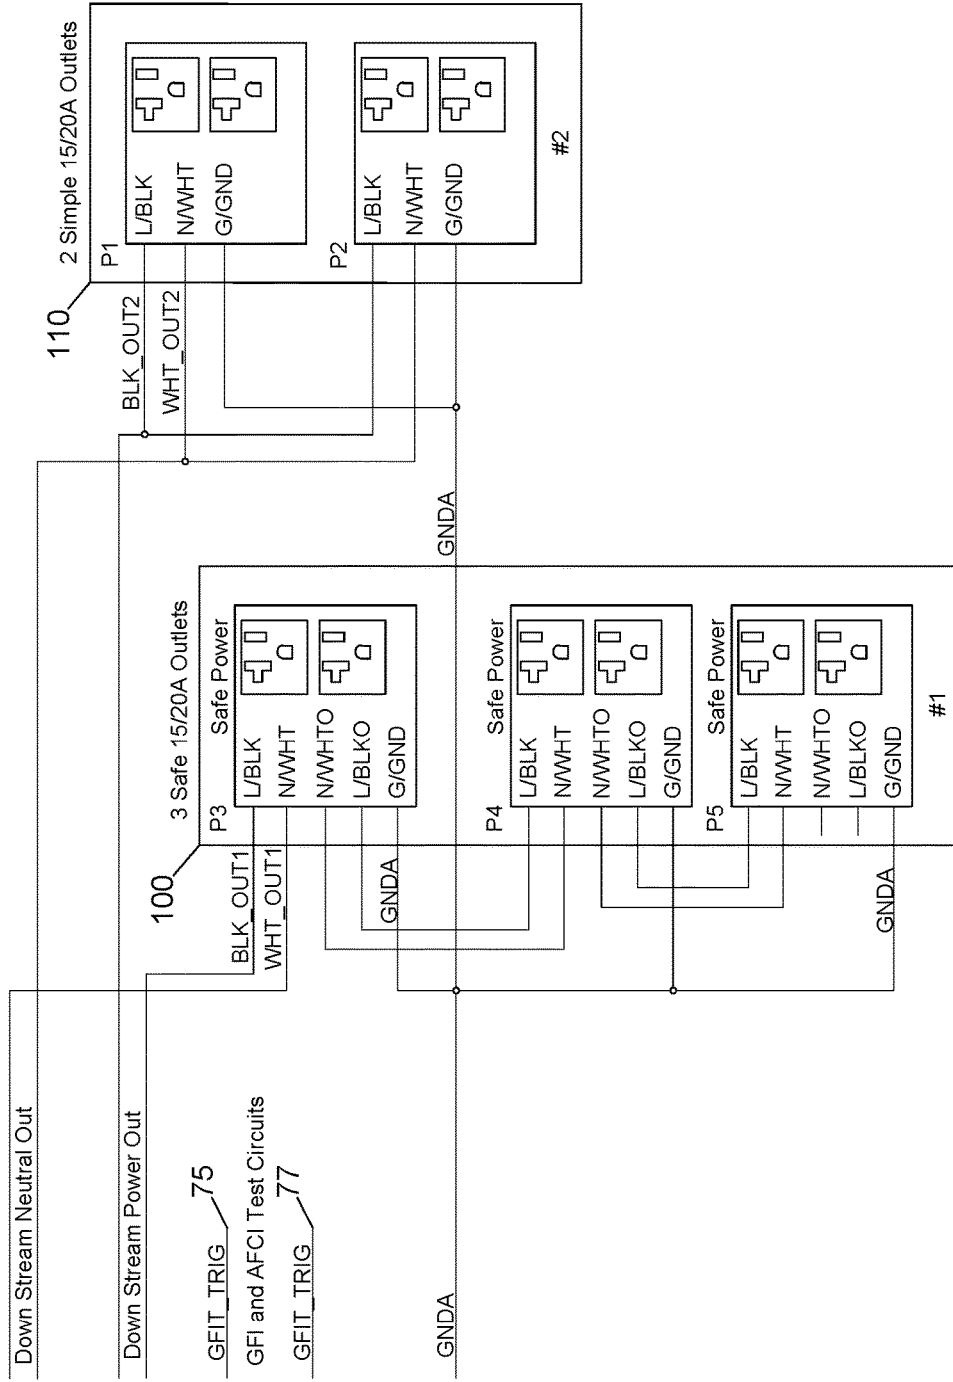 Down Stream Neutral Out
Down Stream Power Out
GFIT_TRIG
75
GFI and AFCI Test Circuits
GFIT_TRIG
77
GNDA
100
3 Safe 15/20A Outlets
BLK_OUT1
WHT_OUT1
GNDA
GNDA
P3
Safe Power
L/BLK
N/WHT
N/WHTO
L/BLKO
G/GND
P4
Safe Power
L/BLK
N/WHT
N/WHTO
L/BLKO
G/GND
P5
Safe Power
L/BLK
N/WHT
N/WHTO
L/BLKO
G/GND
#1
GNDA
110
2 Simple 15/20A Outlets
BLK_OUT2
WHT_OUT2
P1
L/BLK
N/WHT
G/GND
P2
L/BLK
N/WHT
G/GND
#2